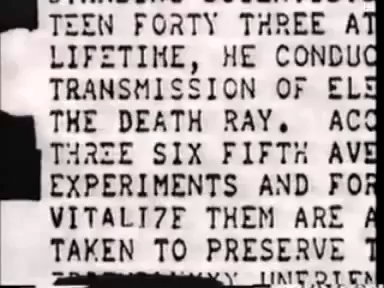 TEEN FORTY THREE AT
LIFETIME, HE CONDUC
TRANSMISSION OF ELE
THE DEATH RAY. ACC
THREE SIX FIFTH AVE
EXPERIMENTS AND FOR
VITALI7E THEM ARE A
TAKEN TO PRESERVE T